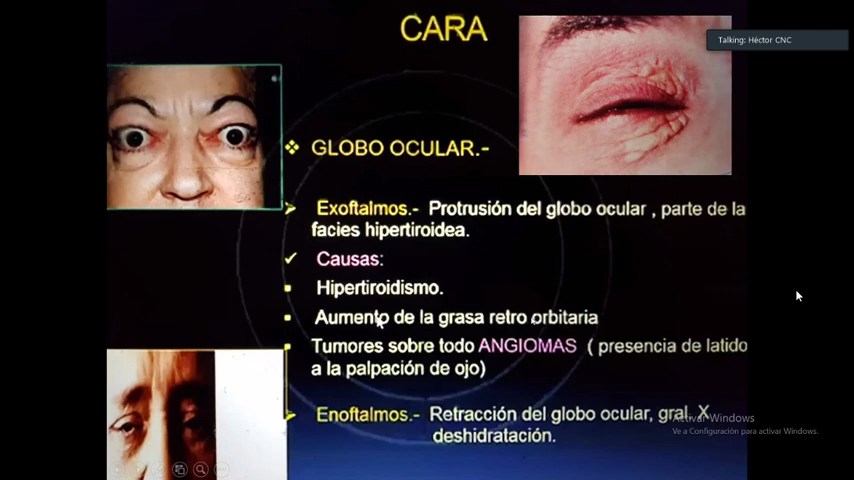 CARA
Talking: Héctor CNC
GLOBO OCULAR.-
Exoftalmos.- Protrusión del globo ocular , parte de la
facies hipertiroidea.
Causas:
Hipertiroidismo.
Aumento de la grasa retro orbitaria
Tumores sobre todo ANGIOMAS ( presencia de latido
a la palpación de ojo)
Enoftalmos.- Retracción del globo ocular, gral. X
deshidratación.
Activar Windows
Ve a Configuración para activar Windows.